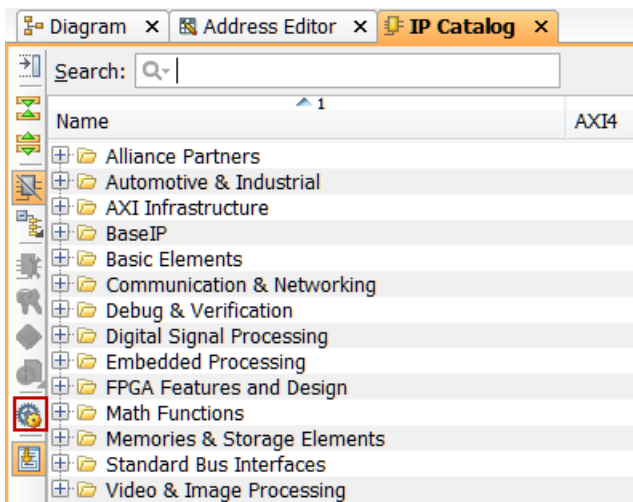 Diagram × Address Editor × IP Catalog ×
Search:
1
Name AXI4
Alliance Partners
Automotive & Industrial
AXI Infrastructure
BaseIP
Basic Elements
Communication & Networking
Debug & Verification
Digital Signal Processing
Embedded Processing
FPGA Features and Design
Math Functions
Memories & Storage Elements
Standard Bus Interfaces
Video & Image Processing